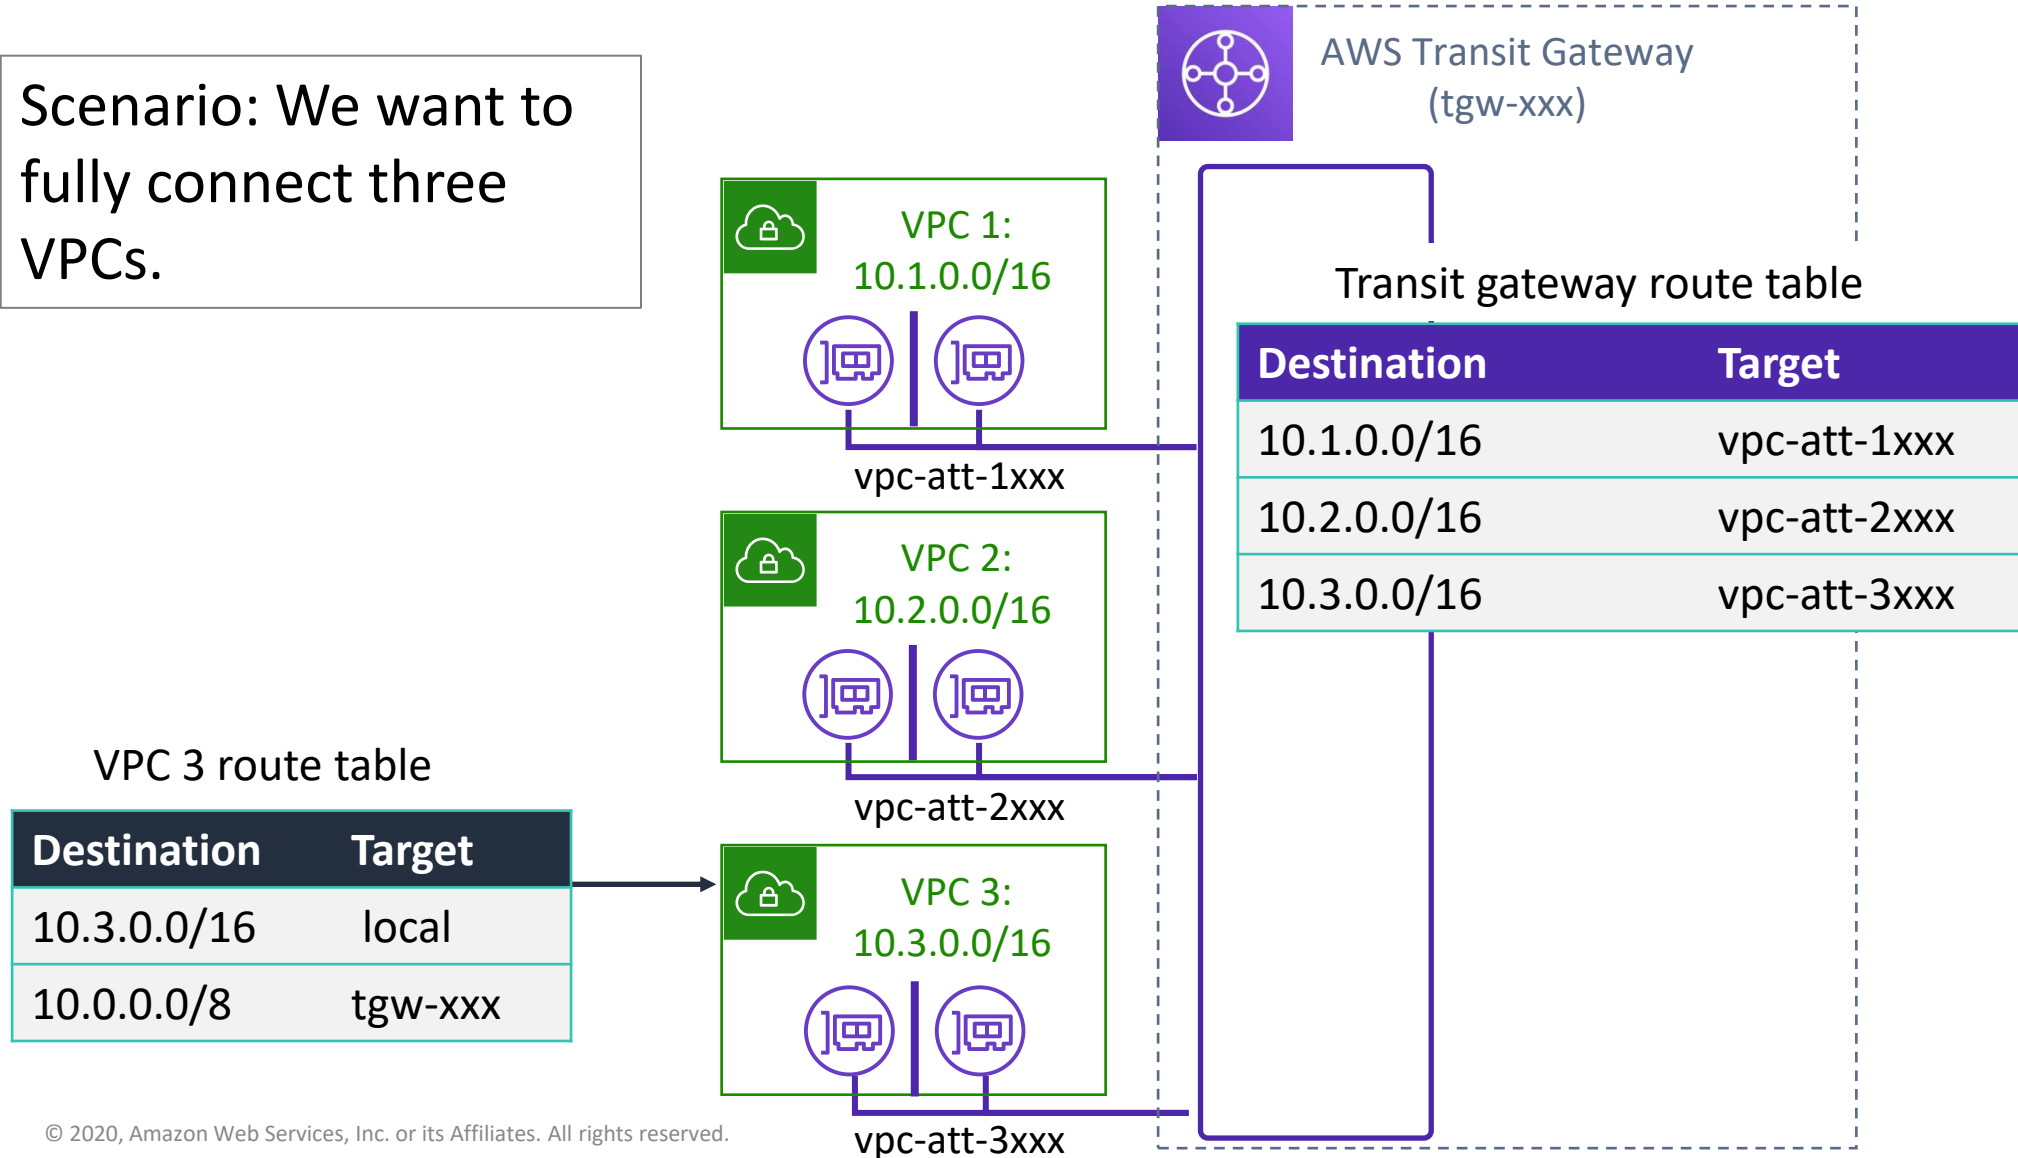 Scenario: We want to
fully connect three
VPCs.
AWS Transit Gateway
(tgw-xxx)
VPC 1:
10.1.0.0/16
vpc-att-1xxx
VPC 2:
10.2.0.0/16
vpc-att-2xxx
VPC 3:
10.3.0.0/16
vpc-att-3xxx
Transit gateway route table
Destination Target
10.1.0.0/16 vpc-att-1xxx
10.2.0.0/16 vpc-att-2xxx
10.3.0.0/16 vpc-att-3xxx
VPC 3 route table
Destination Target
10.3.0.0/16 local
10.0.0.0/8 tgw-xxx
© 2020, Amazon Web Services, Inc. or its Affiliates. All rights reserved.